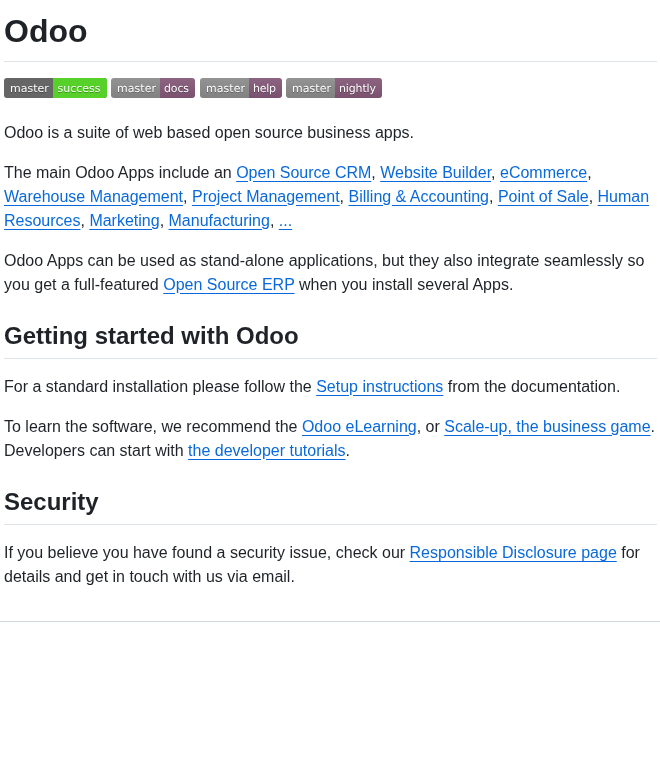 Odoo
master success master docs master help master nightly
Odoo is a suite of web based open source business apps.
The main Odoo Apps include an Open Source CRM, Website Builder, eCommerce,
Warehouse Management, Project Management, Billing & Accounting, Point of Sale, Human
Resources, Marketing, Manufacturing, ...
Odoo Apps can be used as stand-alone applications, but they also integrate seamlessly so
you get a full-featured Open Source ERP when you install several Apps.
Getting started with Odoo
For a standard installation please follow the Setup instructions from the documentation.
To learn the software, we recommend the Odoo eLearning, or Scale-up, the business game.
Developers can start with the developer tutorials.
Security
If you believe you have found a security issue, check our Responsible Disclosure page for
details and get in touch with us via email.